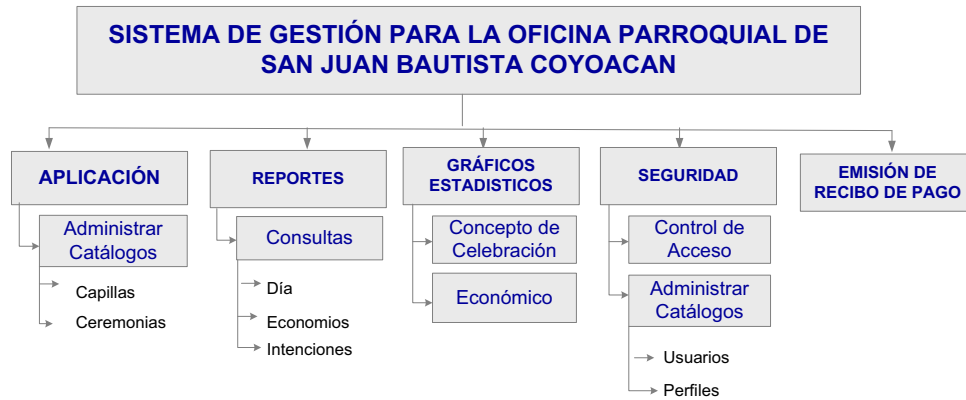 SISTEMA DE GESTIÓN PARA LA OFICINA PARROQUIAL DE
SAN JUAN BAUTISTA COYOACAN
APLICACIÓN
Administrar
Catálogos
Capillas
Ceremonias
REPORTES
Consultas
Día
Economios
Intenciones
GRÁFICOS
ESTADISTICOS
Concepto de
Celebración
Económico
SEGURIDAD
Control de
Acceso
Administrar
Catálogos
Usuarios
Perfiles
EMISIÓN DE
RECIBO DE PAGO